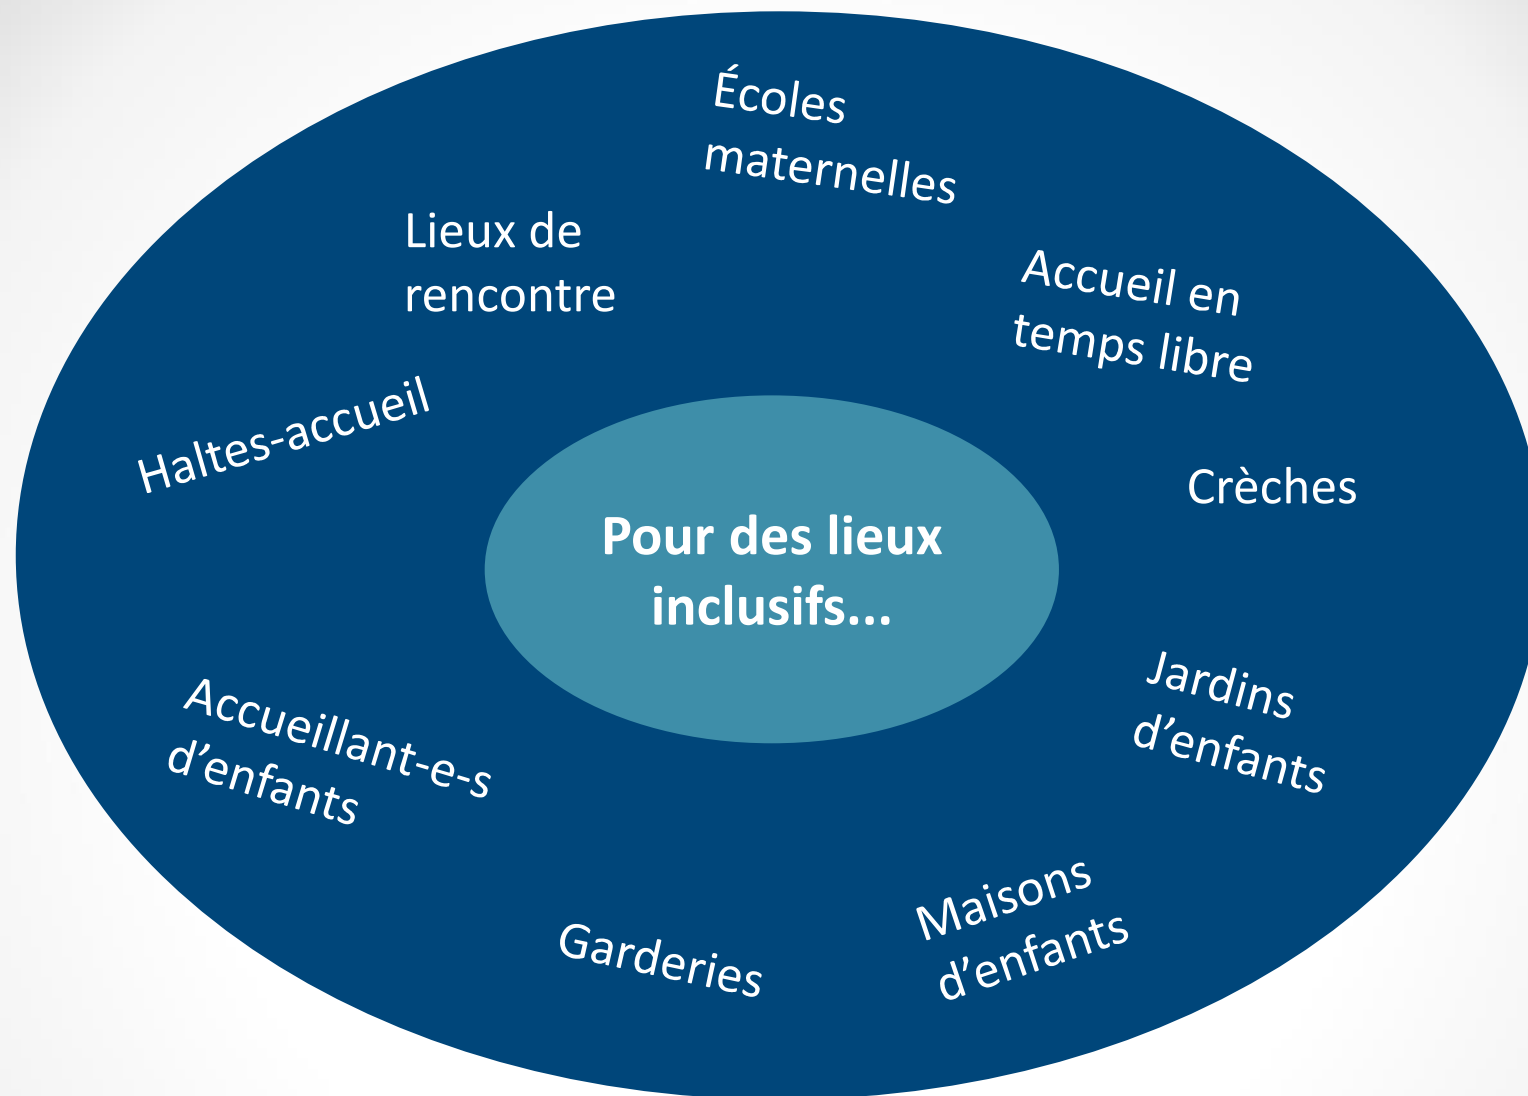 Écoles
maternelles
Lieux de
rencontre
Accueil en
temps libre
Haltes-accueil
Crèches
Pour des lieux
inclusifs...
Jardins
d’enfants
Accueillant-e-s
d’enfants
Maisons
d’enfants
Garderies